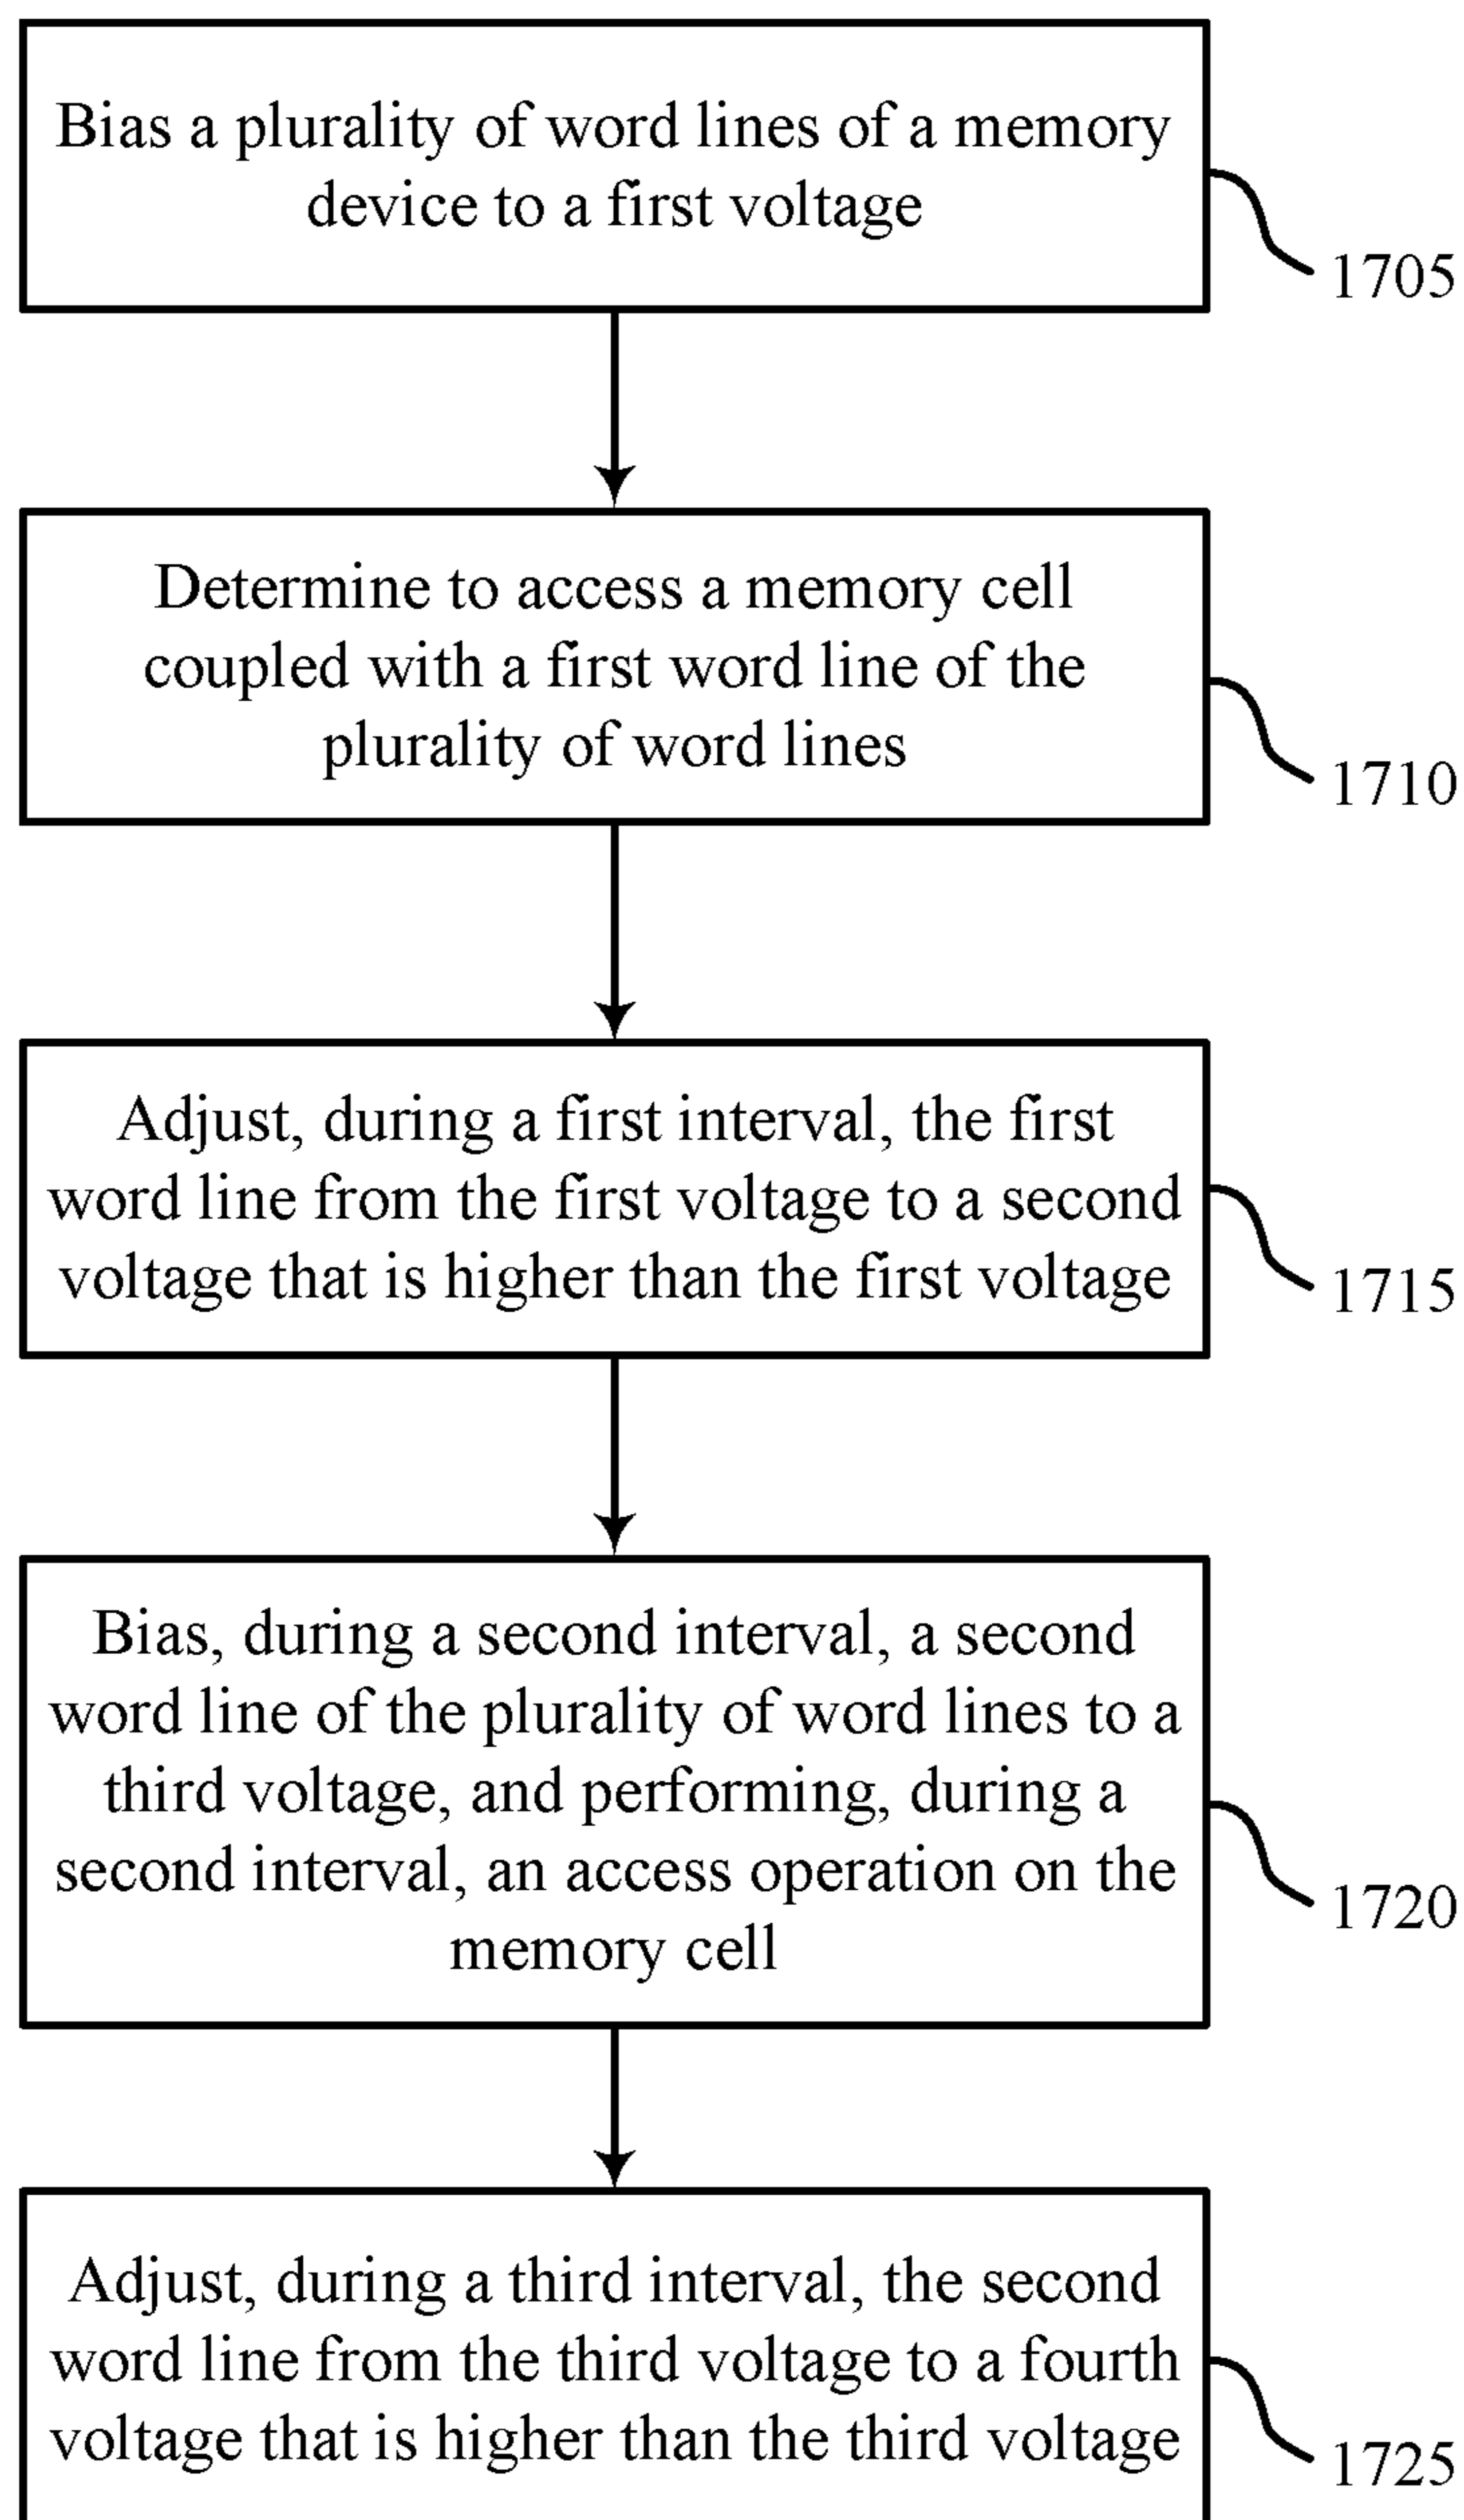 Bias a plurality of word lines of a memory
device to a first voltage
1705
Determine to access a memory cell
coupled with a first word line of the
plurality of word lines
1710
Adjust, during a first interval, the first
word line from the first voltage to a second
voltage that is higher than the first voltage
1715
Bias, during a second interval, a second
word line of the plurality of word lines to a
third voltage, and performing, during a
second interval, an access operation on the
memory cell
1720
Adjust, during a third interval, the second
word line from the third voltage to a fourth
voltage that is higher than the third voltage
1725